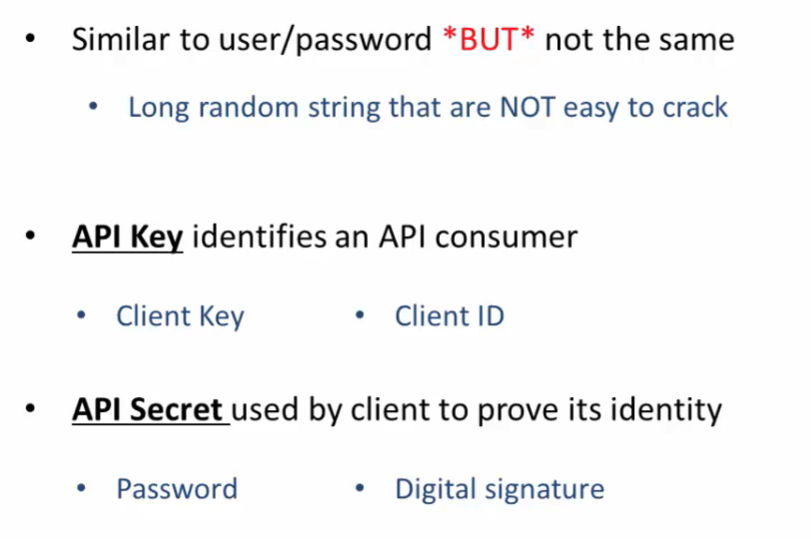 • Similar to user/password *BUT* not the same
• Long random string that are NOT easy to crack
• API Key identifies an API consumer
• Client Key • Client ID
• API Secret used by client to prove its identity
• Password • Digital signature